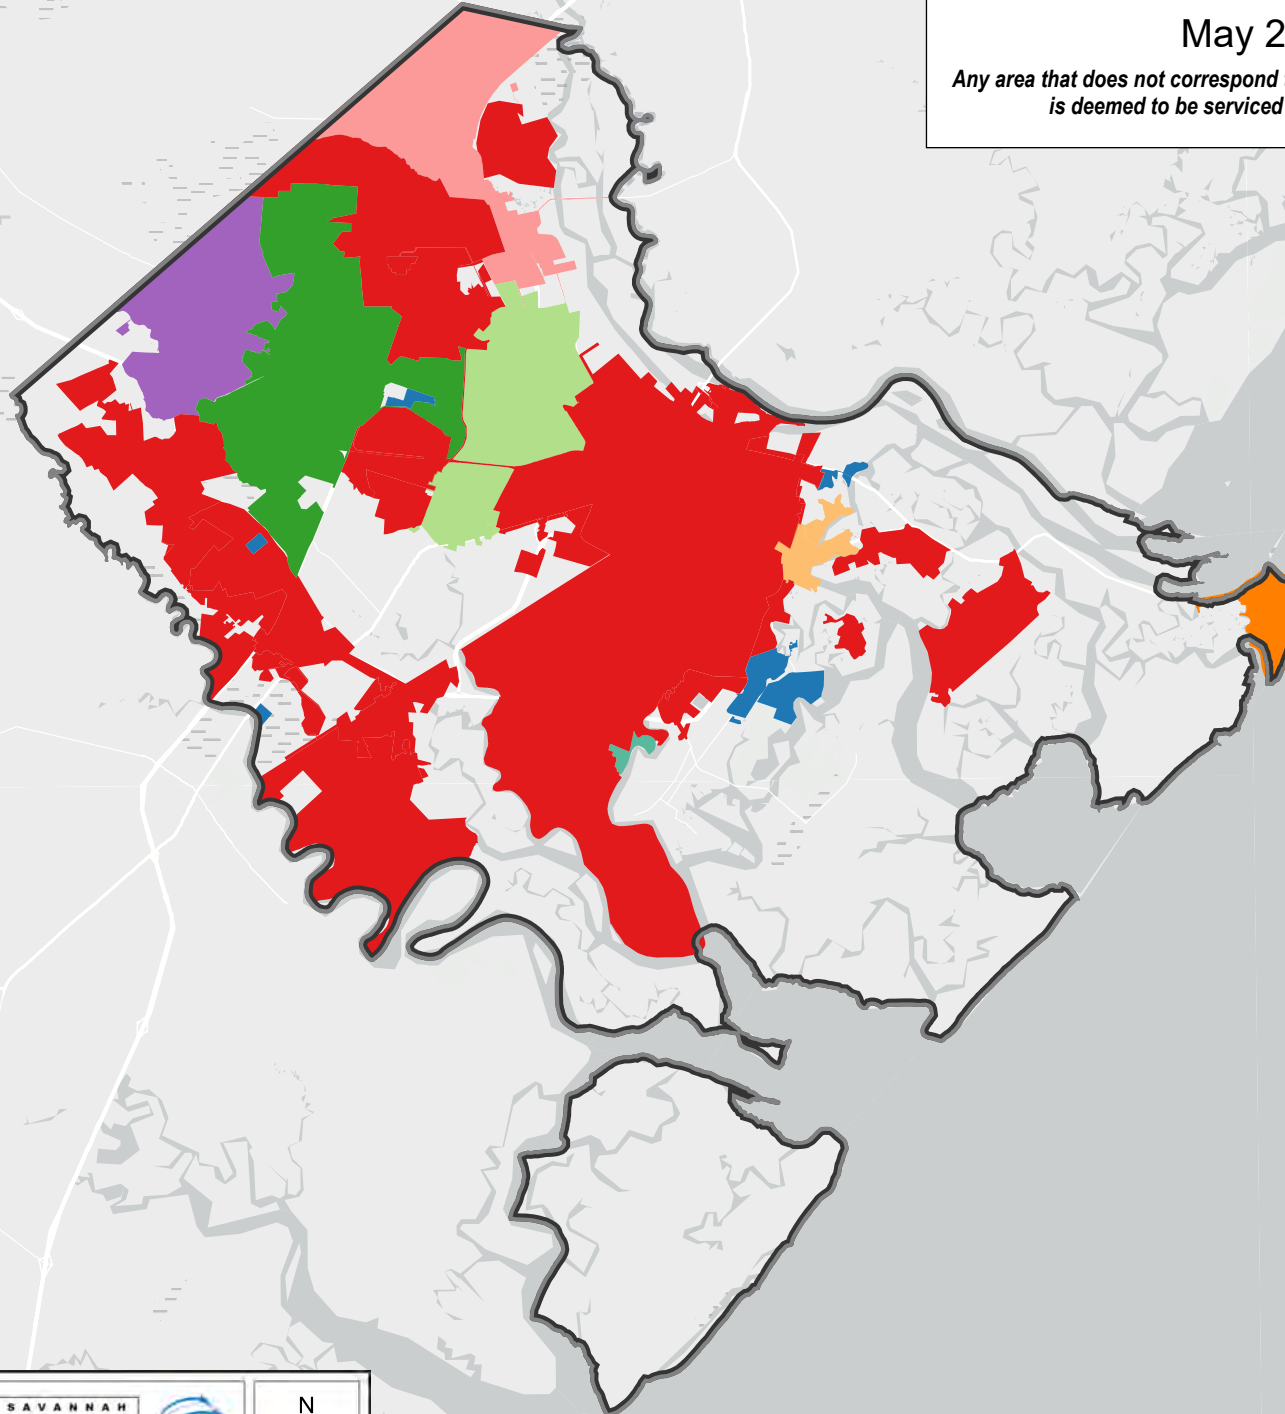 May 2
Any area that does not correspond
is deemed to be serviced
SAVANNAH
N